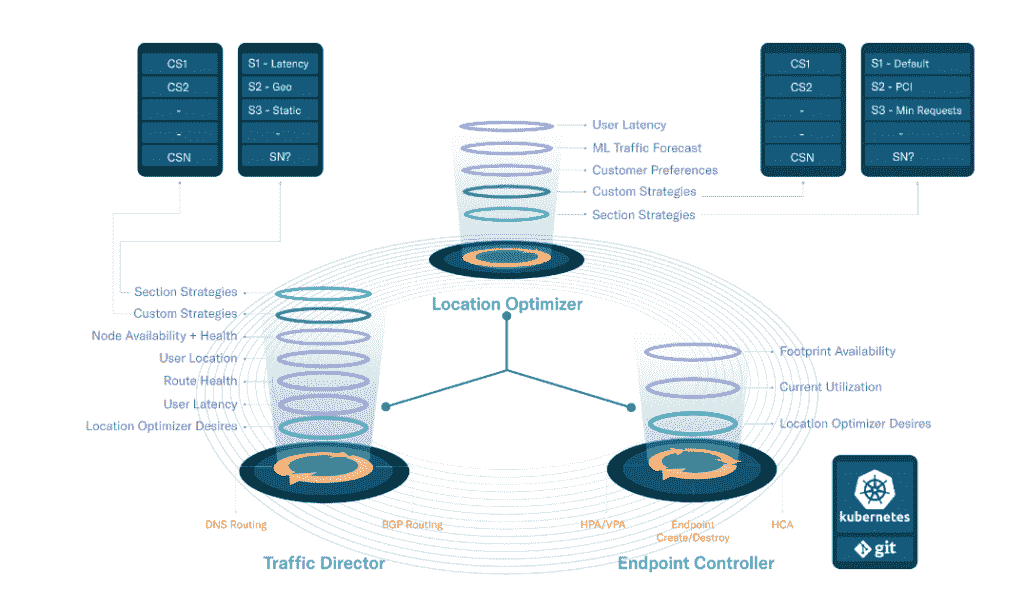 CS1
CS2
-
-
CSN
S1 - Latency
S2 - Geo
S3 - Static
-
SN?
CS1
CS2
-
-
CSN
S1 - Default
S2 - PCI
S3 - Min Requests
-
SN?
User Latency
ML Traffic Forecast
Customer Preferences
Custom Strategies
Section Strategies
Location Optimizer
Section Strategies
Custom Strategies
Node Availability + Health
User Location
Route Health
User Latency
Location Optimizer Desires
DNS Routing
BGP Routing
Traffic Director
Footprint Availability
Current Utilization
Location Optimizer Desires
HPA/VPA
Endpoint
Create/Destroy
HCA
Endpoint Controller
kubernetes
git